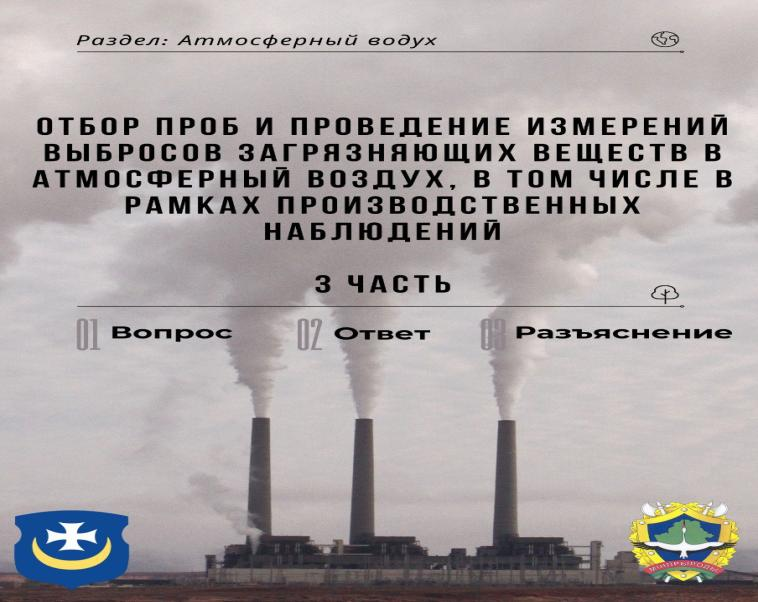 Раздел: Атмосферный водух
ОТБОР ПРОБ И ПРОВЕДЕНИЕ ИЗМЕРЕНИЙ
ВЫБРОСОВ ЗАГРЯЗНЯЮЩИХ ВЕЩЕСТВ В
АТМОСФЕРНЫЙ ВОЗДУХ, В ТОМ ЧИСЛЕ В
РАМКАХ ПРОИЗВОДСТВЕННЫХ
НАБЛЮДЕНИЙ
3 ЧАСТЬ
01 Вопрос 02 Ответ 03 Разъяснение
МІНПРЫРОДЫ